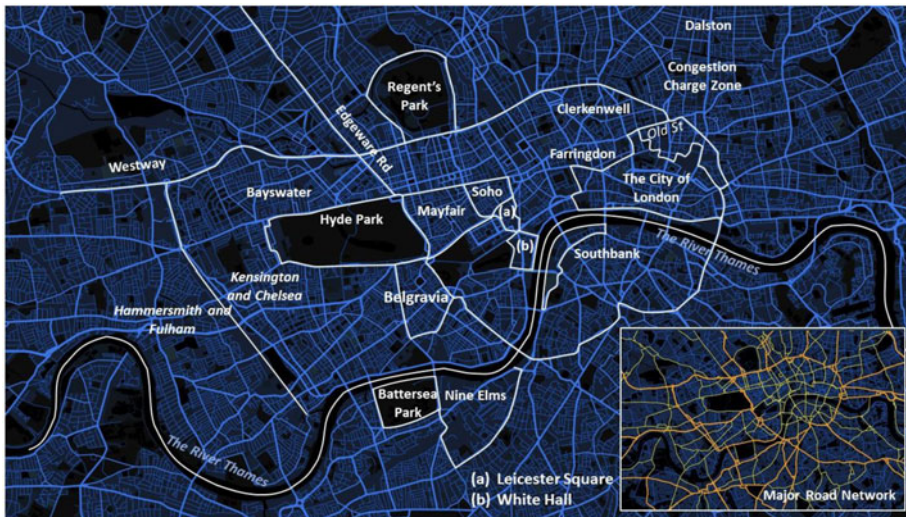 Dalston
Congestion
Charge Zone
Regent's
Park
Clerkenwell
Edgeware Rd
Old St
Farringdon
Westway
Bayswater
Soho
The City of
London
Hyde Park
Mayfair
(a)
(b)
Southbank
The River Thames
Kensington
and Chelsea
Belgravia
Hammersmith and
Fulham
Battersea
Park
Nine Elms
The River Thames
(a) Leicester Square
(b) White Hall
Major Road Network